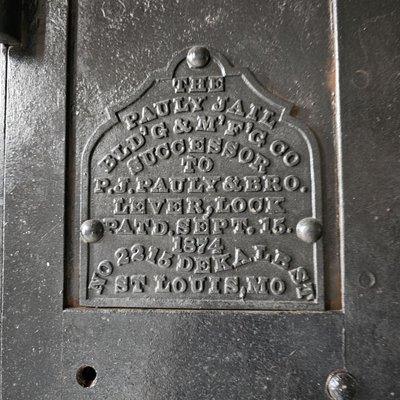 THE
PAULY JAIL
BLD'G & M'F'G CO
SUCCESSOR
TO
P.J. PAULY & BRO.
LEVER, LOCK
PATD. SEPT. 15.
1874
NO 2215 DEKALB ST
ST LOUIS, MO